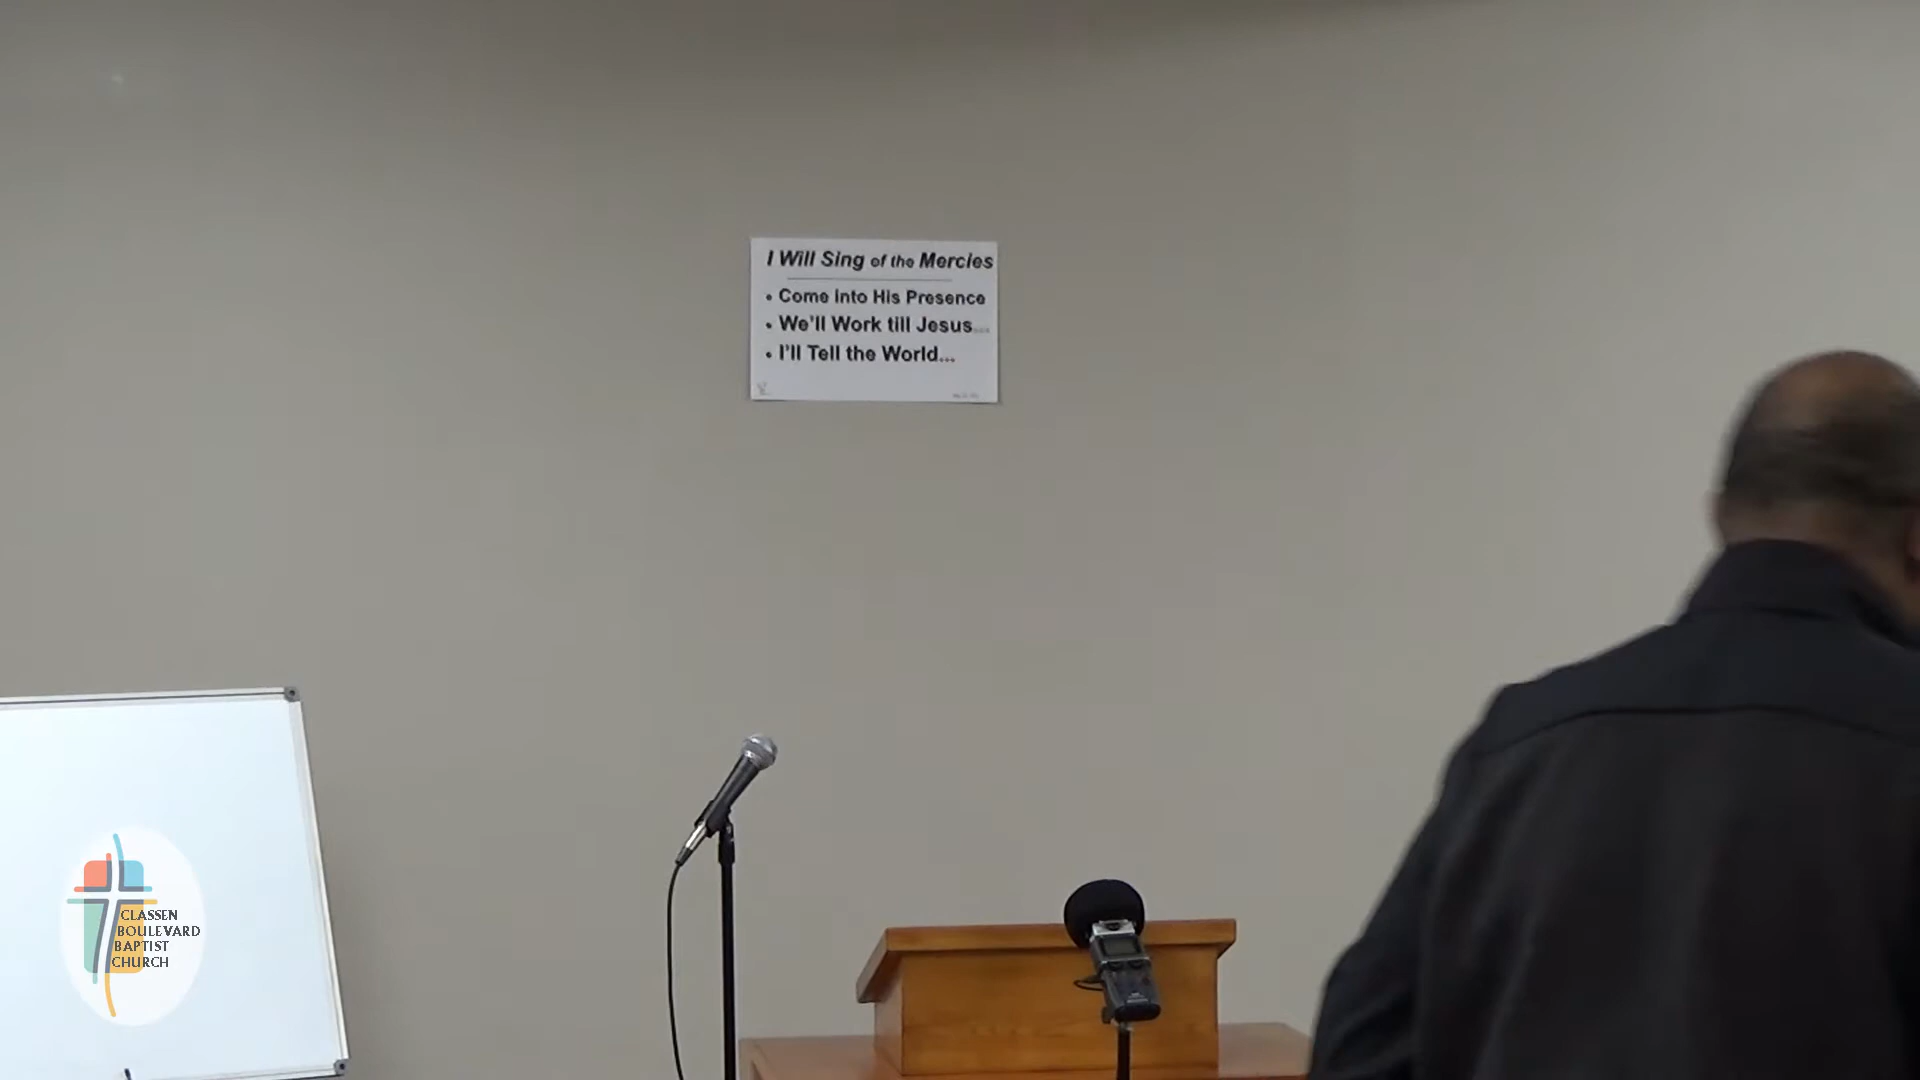 I Will Sing of the Mercies
• Come Into His Presence
• We'll Work till Jesus...
• I'll Tell the World...
CLASSEN
BOULEVARD
BAPTIST
CHURCH